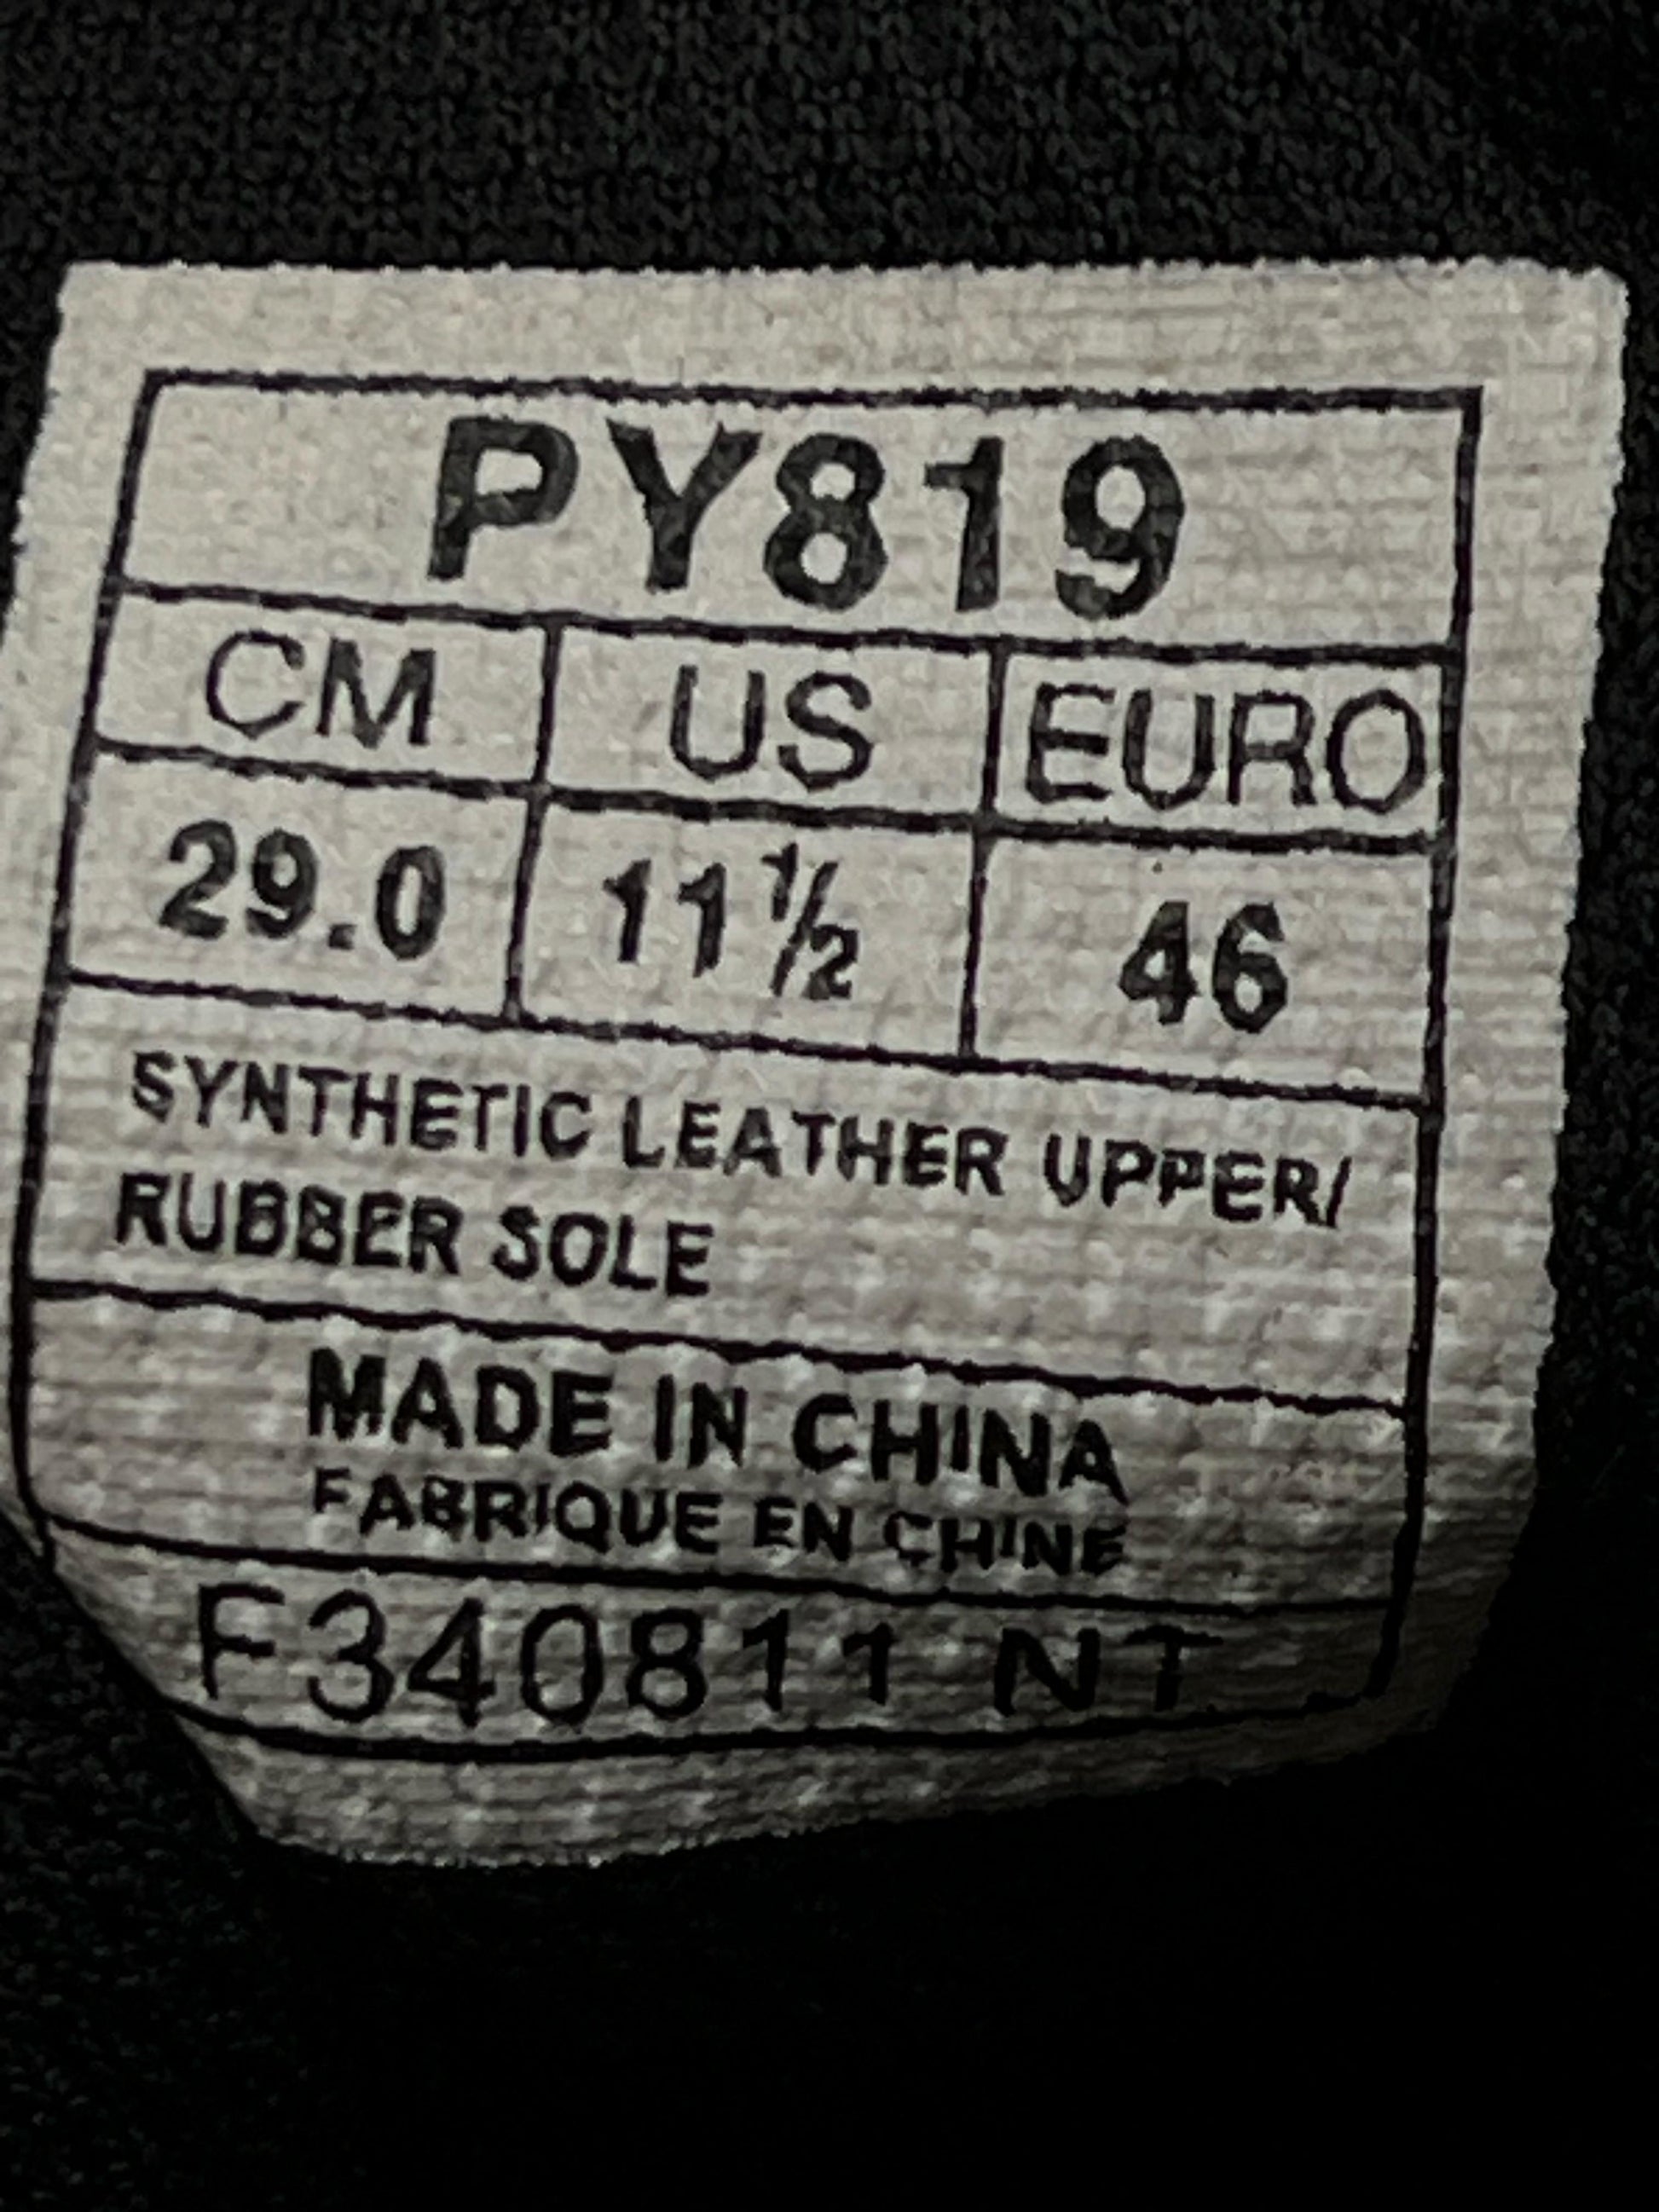 PY819
CM US EURO
29.0 11½ 46
SYNTHETIC LEATHER UPPER/
RUBBER SOLE
MADE IN CHINA
FABRIQUE EN CHINE
F340811 NT